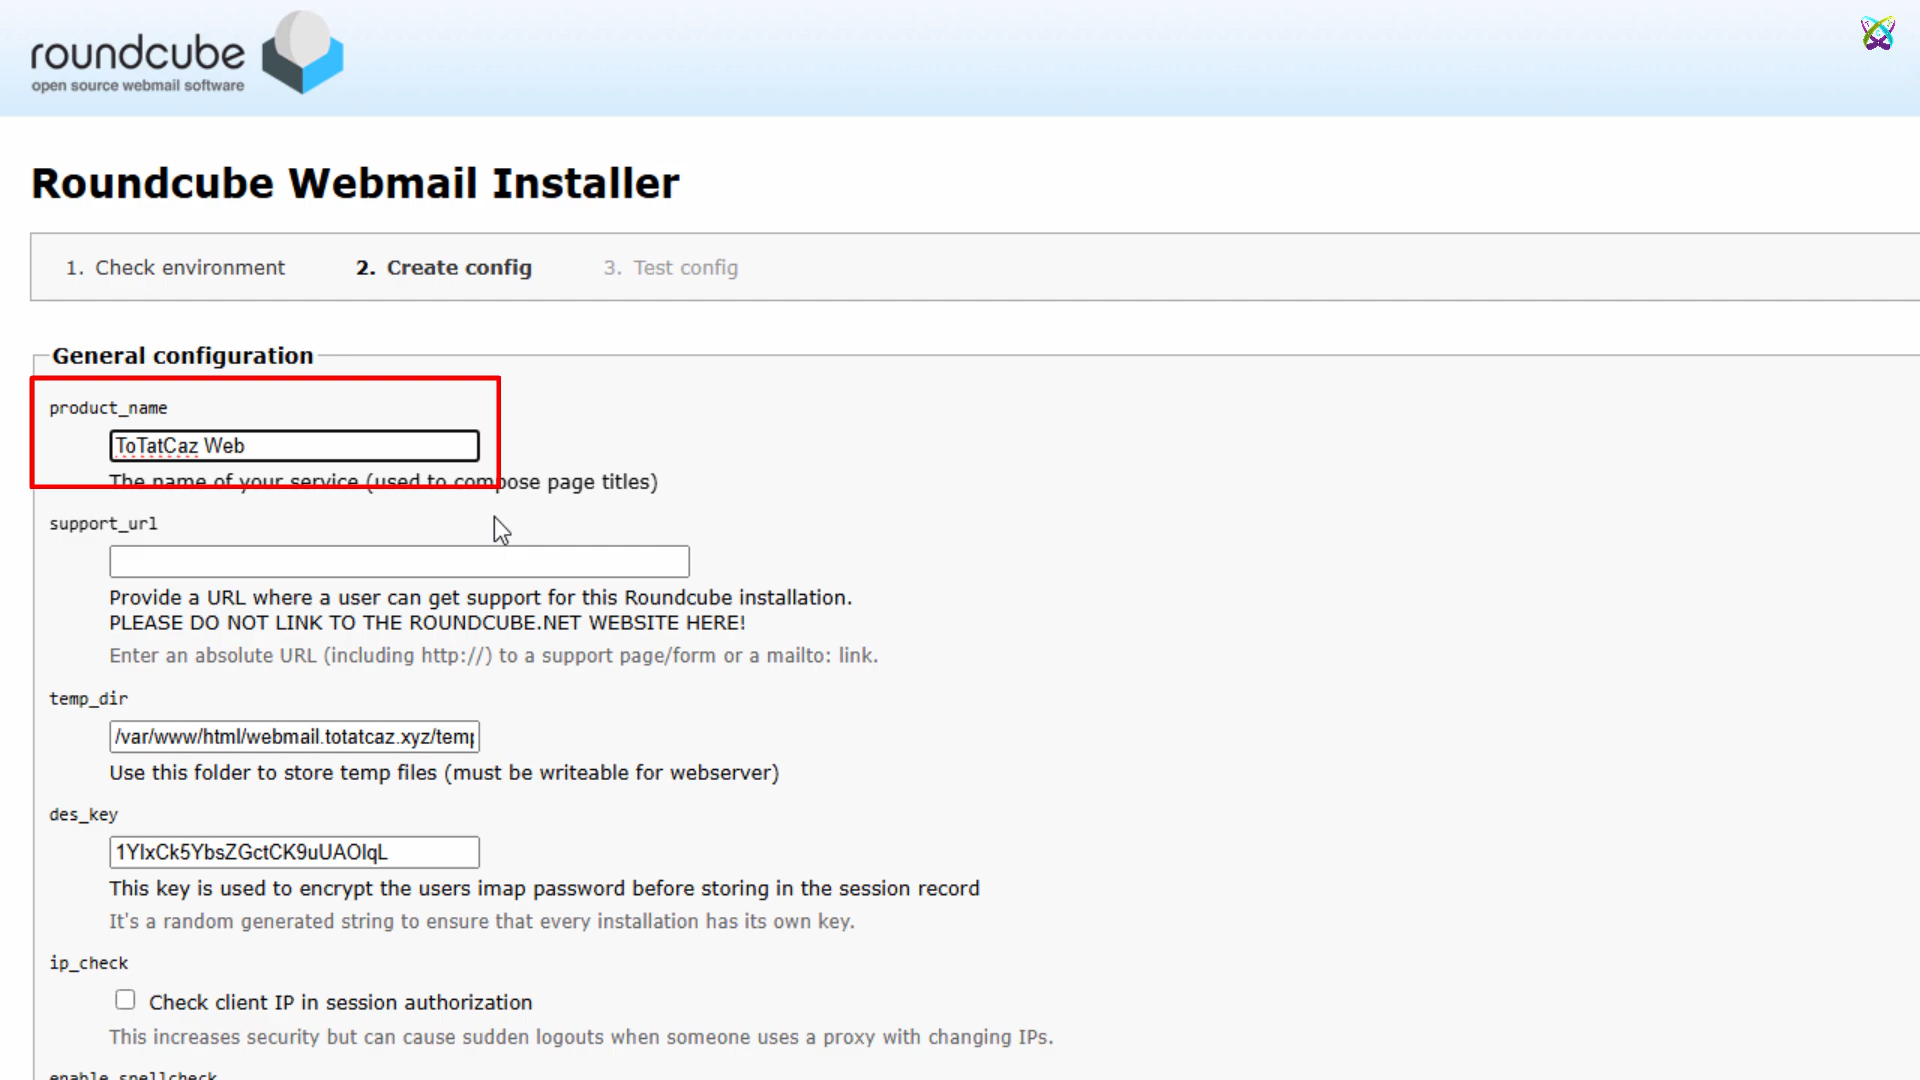 roundcube
open source webmail software
Roundcube Webmail Installer
1. Check environment 2. Create config 3. Test config
General configuration
product_name
ToTatCaz Web
The name of your service (used to compose page titles)
support_url
Provide a URL where a user can get support for this Roundcube installation.
PLEASE DO NOT LINK TO THE ROUNDCUBE.NET WEBSITE HERE!
Enter an absolute URL (including http://) to a support page/form or a mailto: link.
temp_dir
/var/www/html/webmail.totatcaz.xyz/temp
Use this folder to store temp files (must be writeable for webserver)
des_key
1YIxCk5YbsZGctCK9uUAOIqL
This key is used to encrypt the users imap password before storing in the session record
It's a random generated string to ensure that every installation has its own key.
ip_check
Check client IP in session authorization
This increases security but can cause sudden logouts when someone uses a proxy with changing IPs.
enable_spellcheck